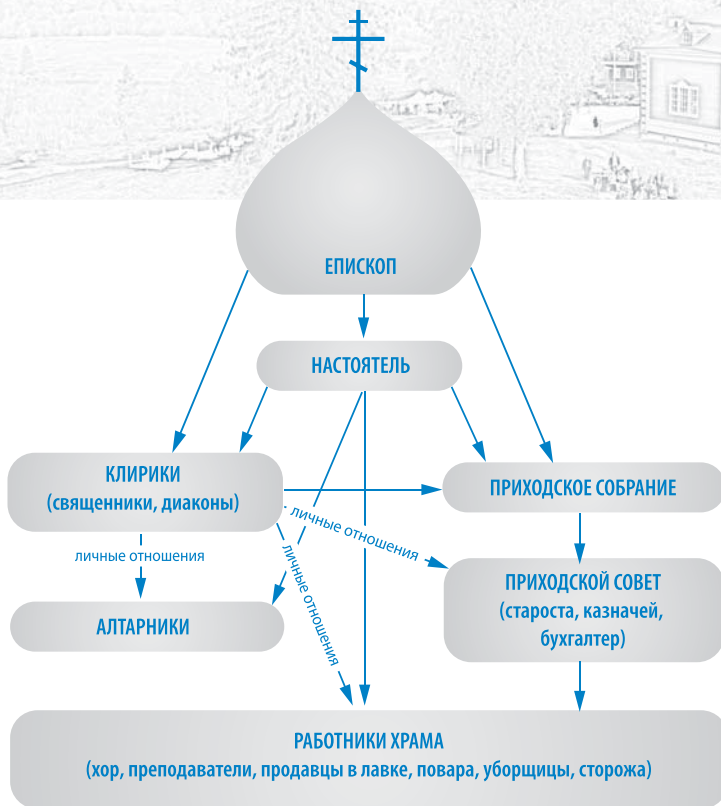 ЕПИСКОП
НАСТОЯТЕЛЬ
КЛИРИКИ
(священники, диаконы)
ПРИХОДСКОЕ СОБРАНИЕ
личные отношения
личные отношения
личные отношения
АЛТАРНИКИ
ПРИХОДСКОЙ СОВЕТ
(староста, казначей,
бухгалтер)
РАБОТНИКИ ХРАМА
(хор, преподаватели, продавцы в лавке, повара, уборщицы, сторожа)